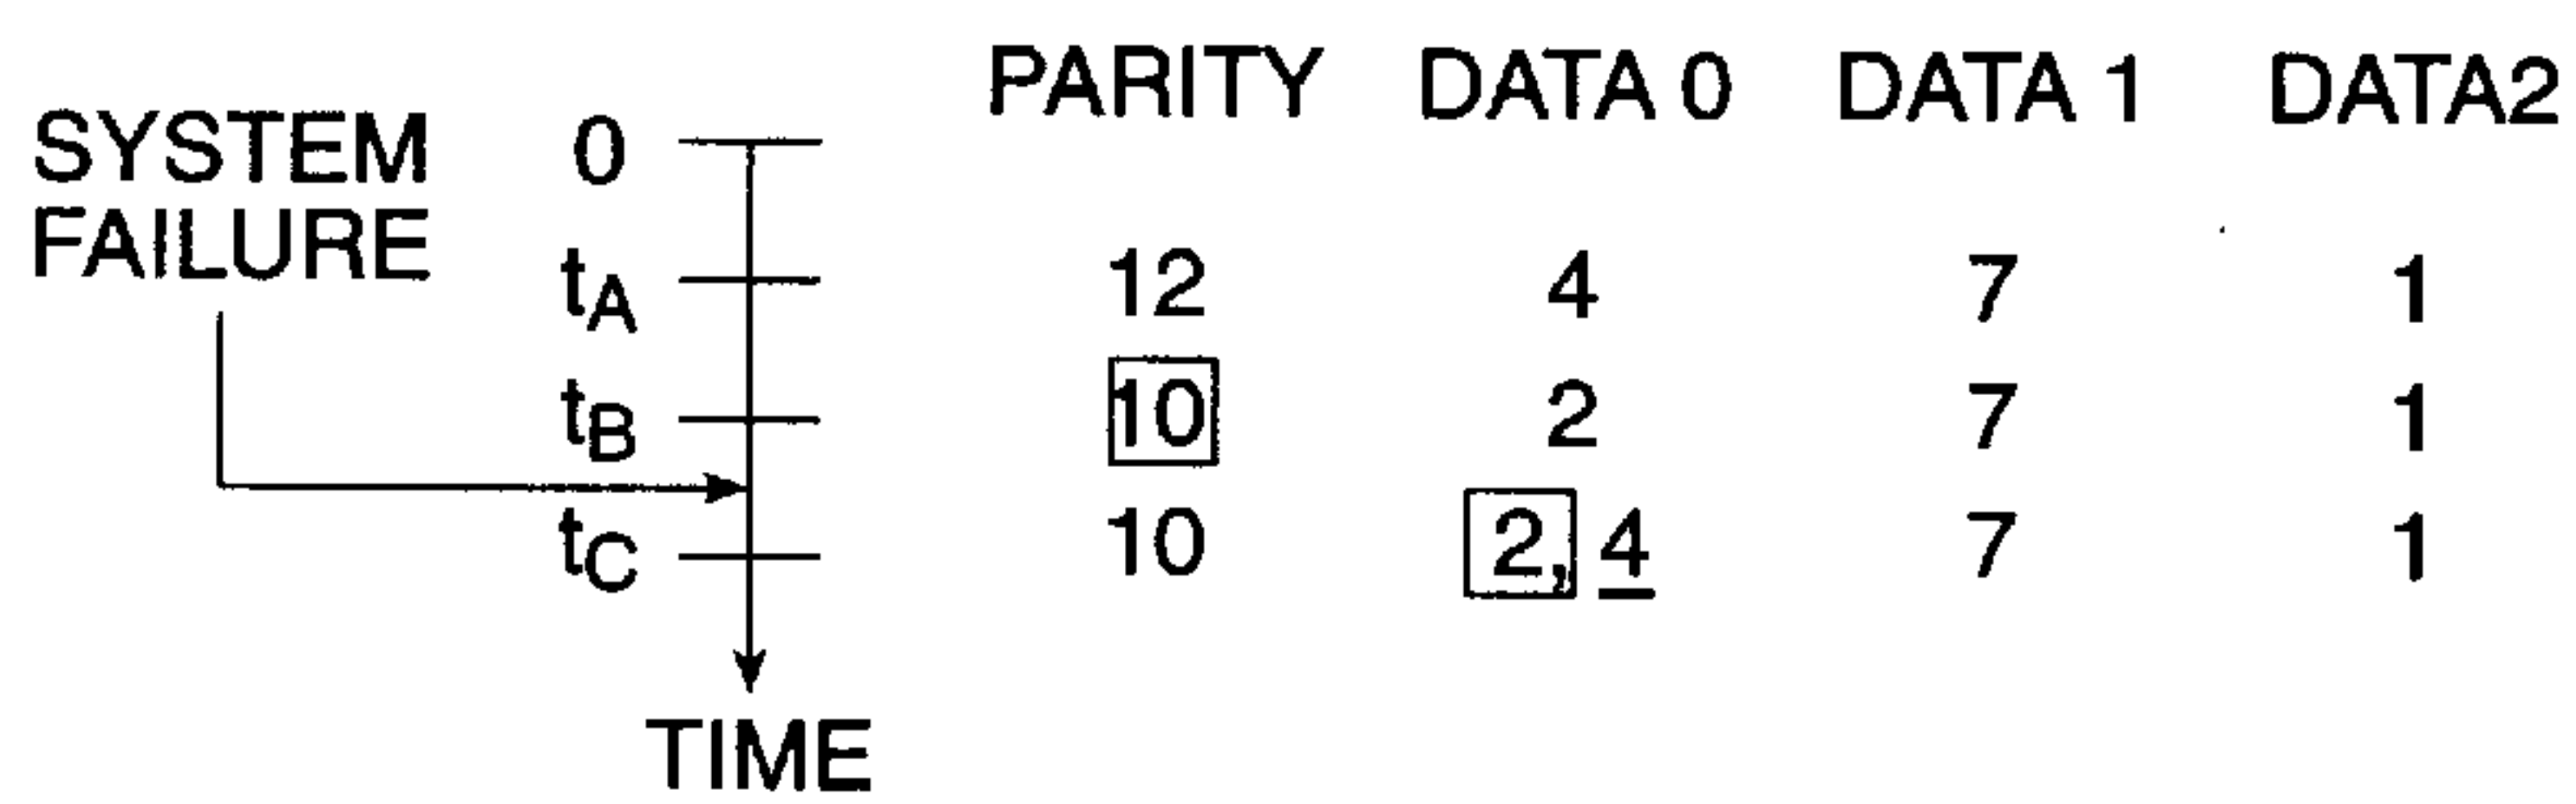 PARITY DATA 0 DATA 1 DATA2
SYSTEM 0
FAILURE
tA 12 4 7 1
tB 10 2 7 1
tC 10 2, 4 7 1
TIME